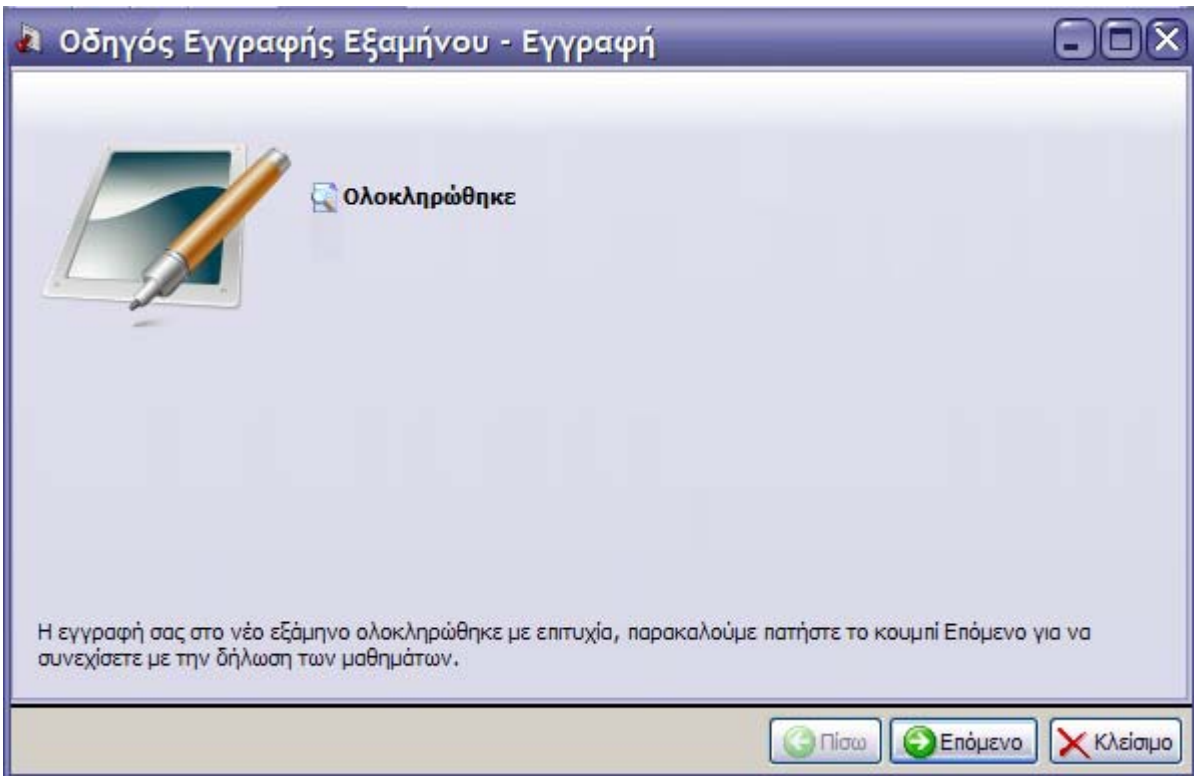 Οδηγός Εγγραφής Εξαμήνου - Εγγραφή
Ολοκληρώθηκε
Η εγγραφή σας στο νέο εξάμηνο ολοκληρώθηκε με επιτυχία, παρακαλούμε πατήστε το κουμπί Επόμενο για να
συνεχίσετε με την δήλωση των μαθημάτων.
Πίσω Επόμενο Κλείσιμο